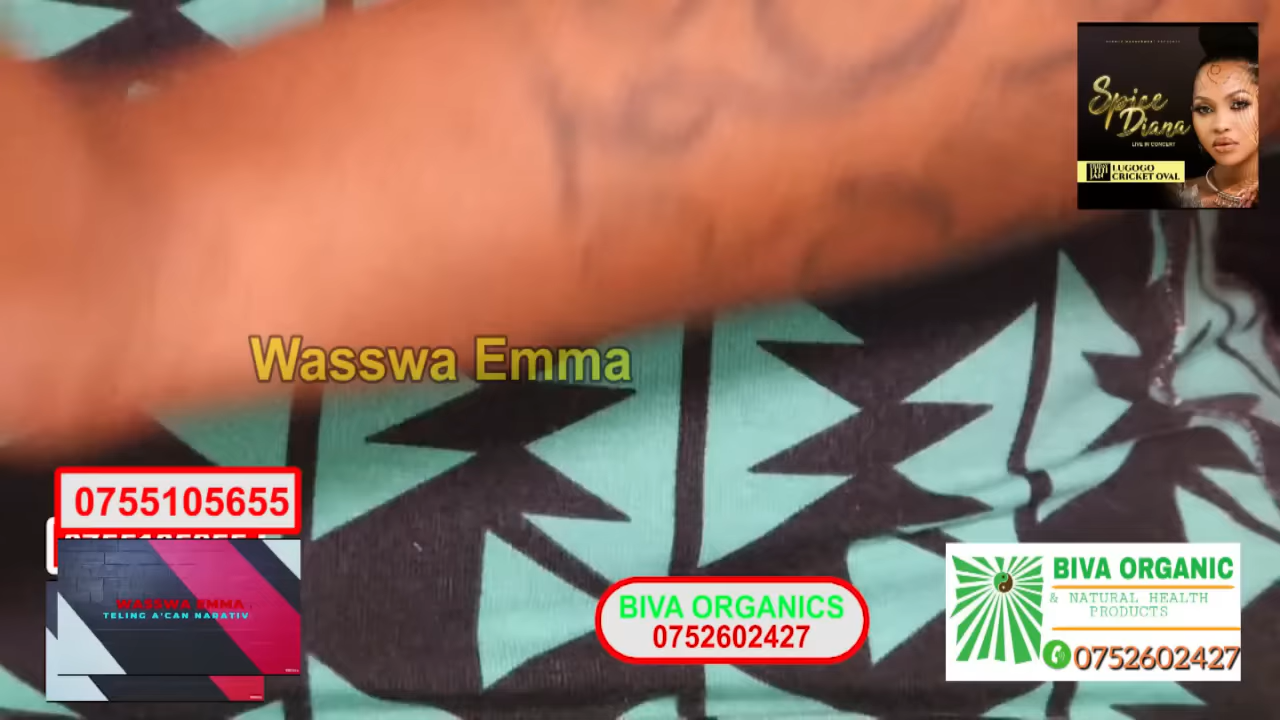 Spice
Diana
LIVE IN CONCERT
LUGOGO
CRICKET OVAL
Wasswa Emma
0755105655
WASSWA EMMA
TELING A'CAN NARATIV
BIVA ORGANICS
0752602427
BIVA ORGANIC
& NATURAL HEALTH
PRODUCTS
0752602427